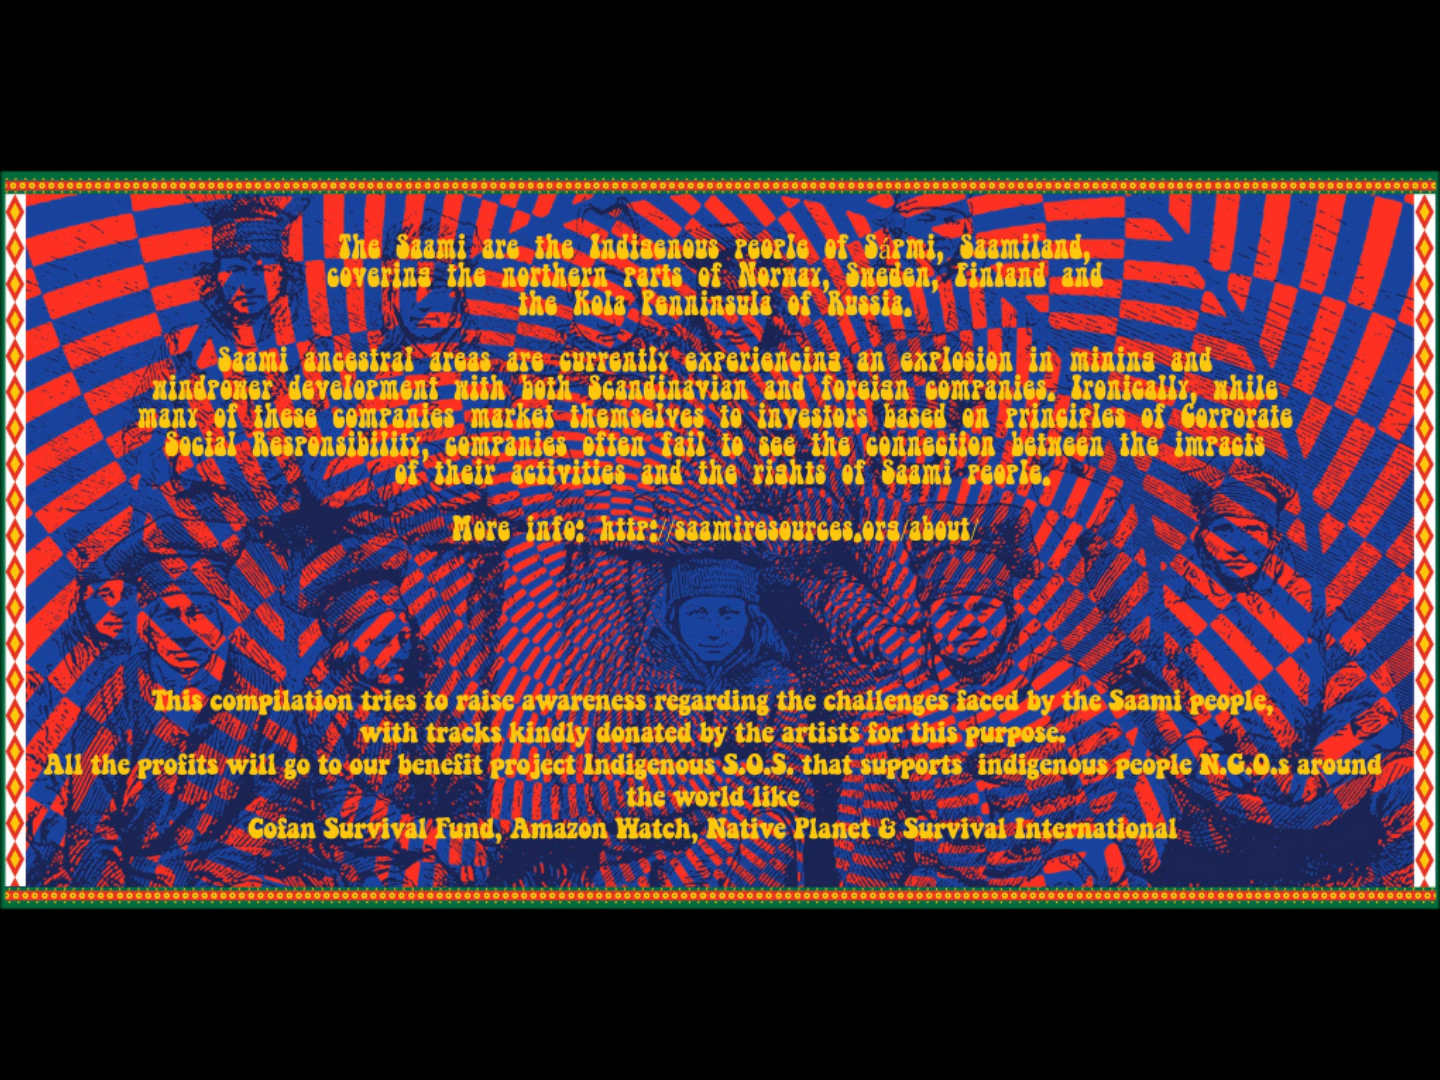 The Saami are the Indigenous people of Sápmi, Saamiland,
covering the northern parts of Norway, Sweden, Finland and
the Kola Penninsula of Russia.
Saami ancestral areas are currently experiencing an explosion in mining and
windpower development with both Scandinavian and foreign companies. Ironically, while
many of these companies market themselves to investors based on principles of Corporate
Social Responsibility, companies often fail to see the connection between the impacts
of their activities and the rights of Saami people.
More info: http://saamiresources.org/about/
This compilation tries to raise awareness regarding the challenges faced by the Saami people,
with tracks kindly donated by the artists for this purpose.
All the profits will go to our benefit project Indigenous S.O.S. that supports indigenous people N.G.O.s around
the world like
Cofan Survival Fund, Amazon Watch, Native Planet & Survival International